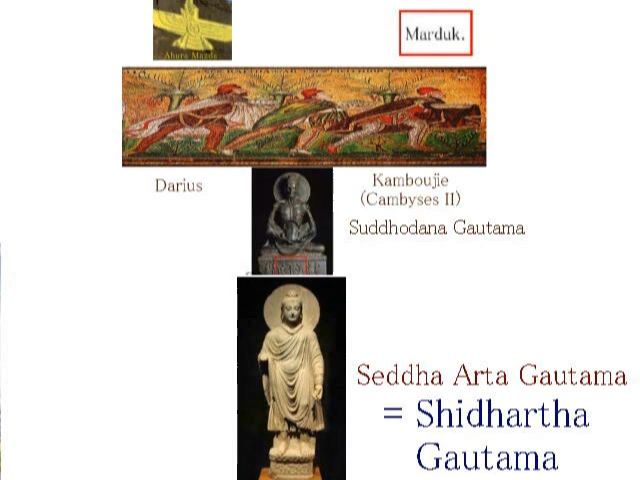 Ahura Mazda
Marduk.
Darius
Kamboujie
(Cambyses II)
Suddhodana Gautama
Seddha Arta Gautama
= Shidhartha
Gautama